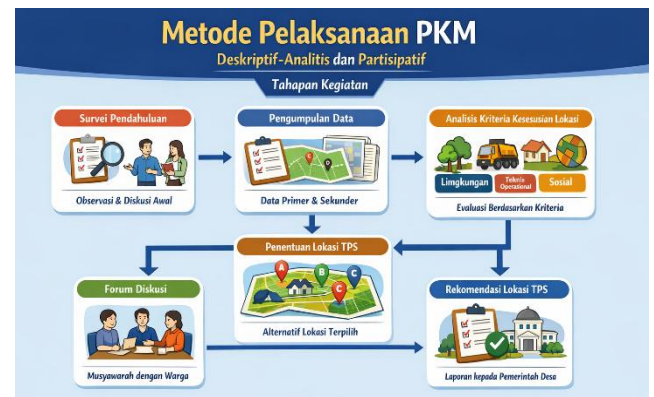 Metode Pelaksanaan PKM
Deskriptif-Analitis dan Partisipatif
Tahapan Kegiatan
Survei Pendahuluan
Observasi & Diskusi Awal
Pengumpulan Data
Data Primer & Sekunder
Analisis Kriteria Kesesusian Lokasi
Limgkungan
Teknis Operasional
Sosial
Evaluasi Berdasarkan Kriteria
Penentuan Lokasi TPS
A
B
C
C
Alternatif Lokasi Terpilih
Forum Diskusi
Musyawarah dengan Warga
Rekomendasi Lokasi TPS
Laporan kepada Pemerintah Desa